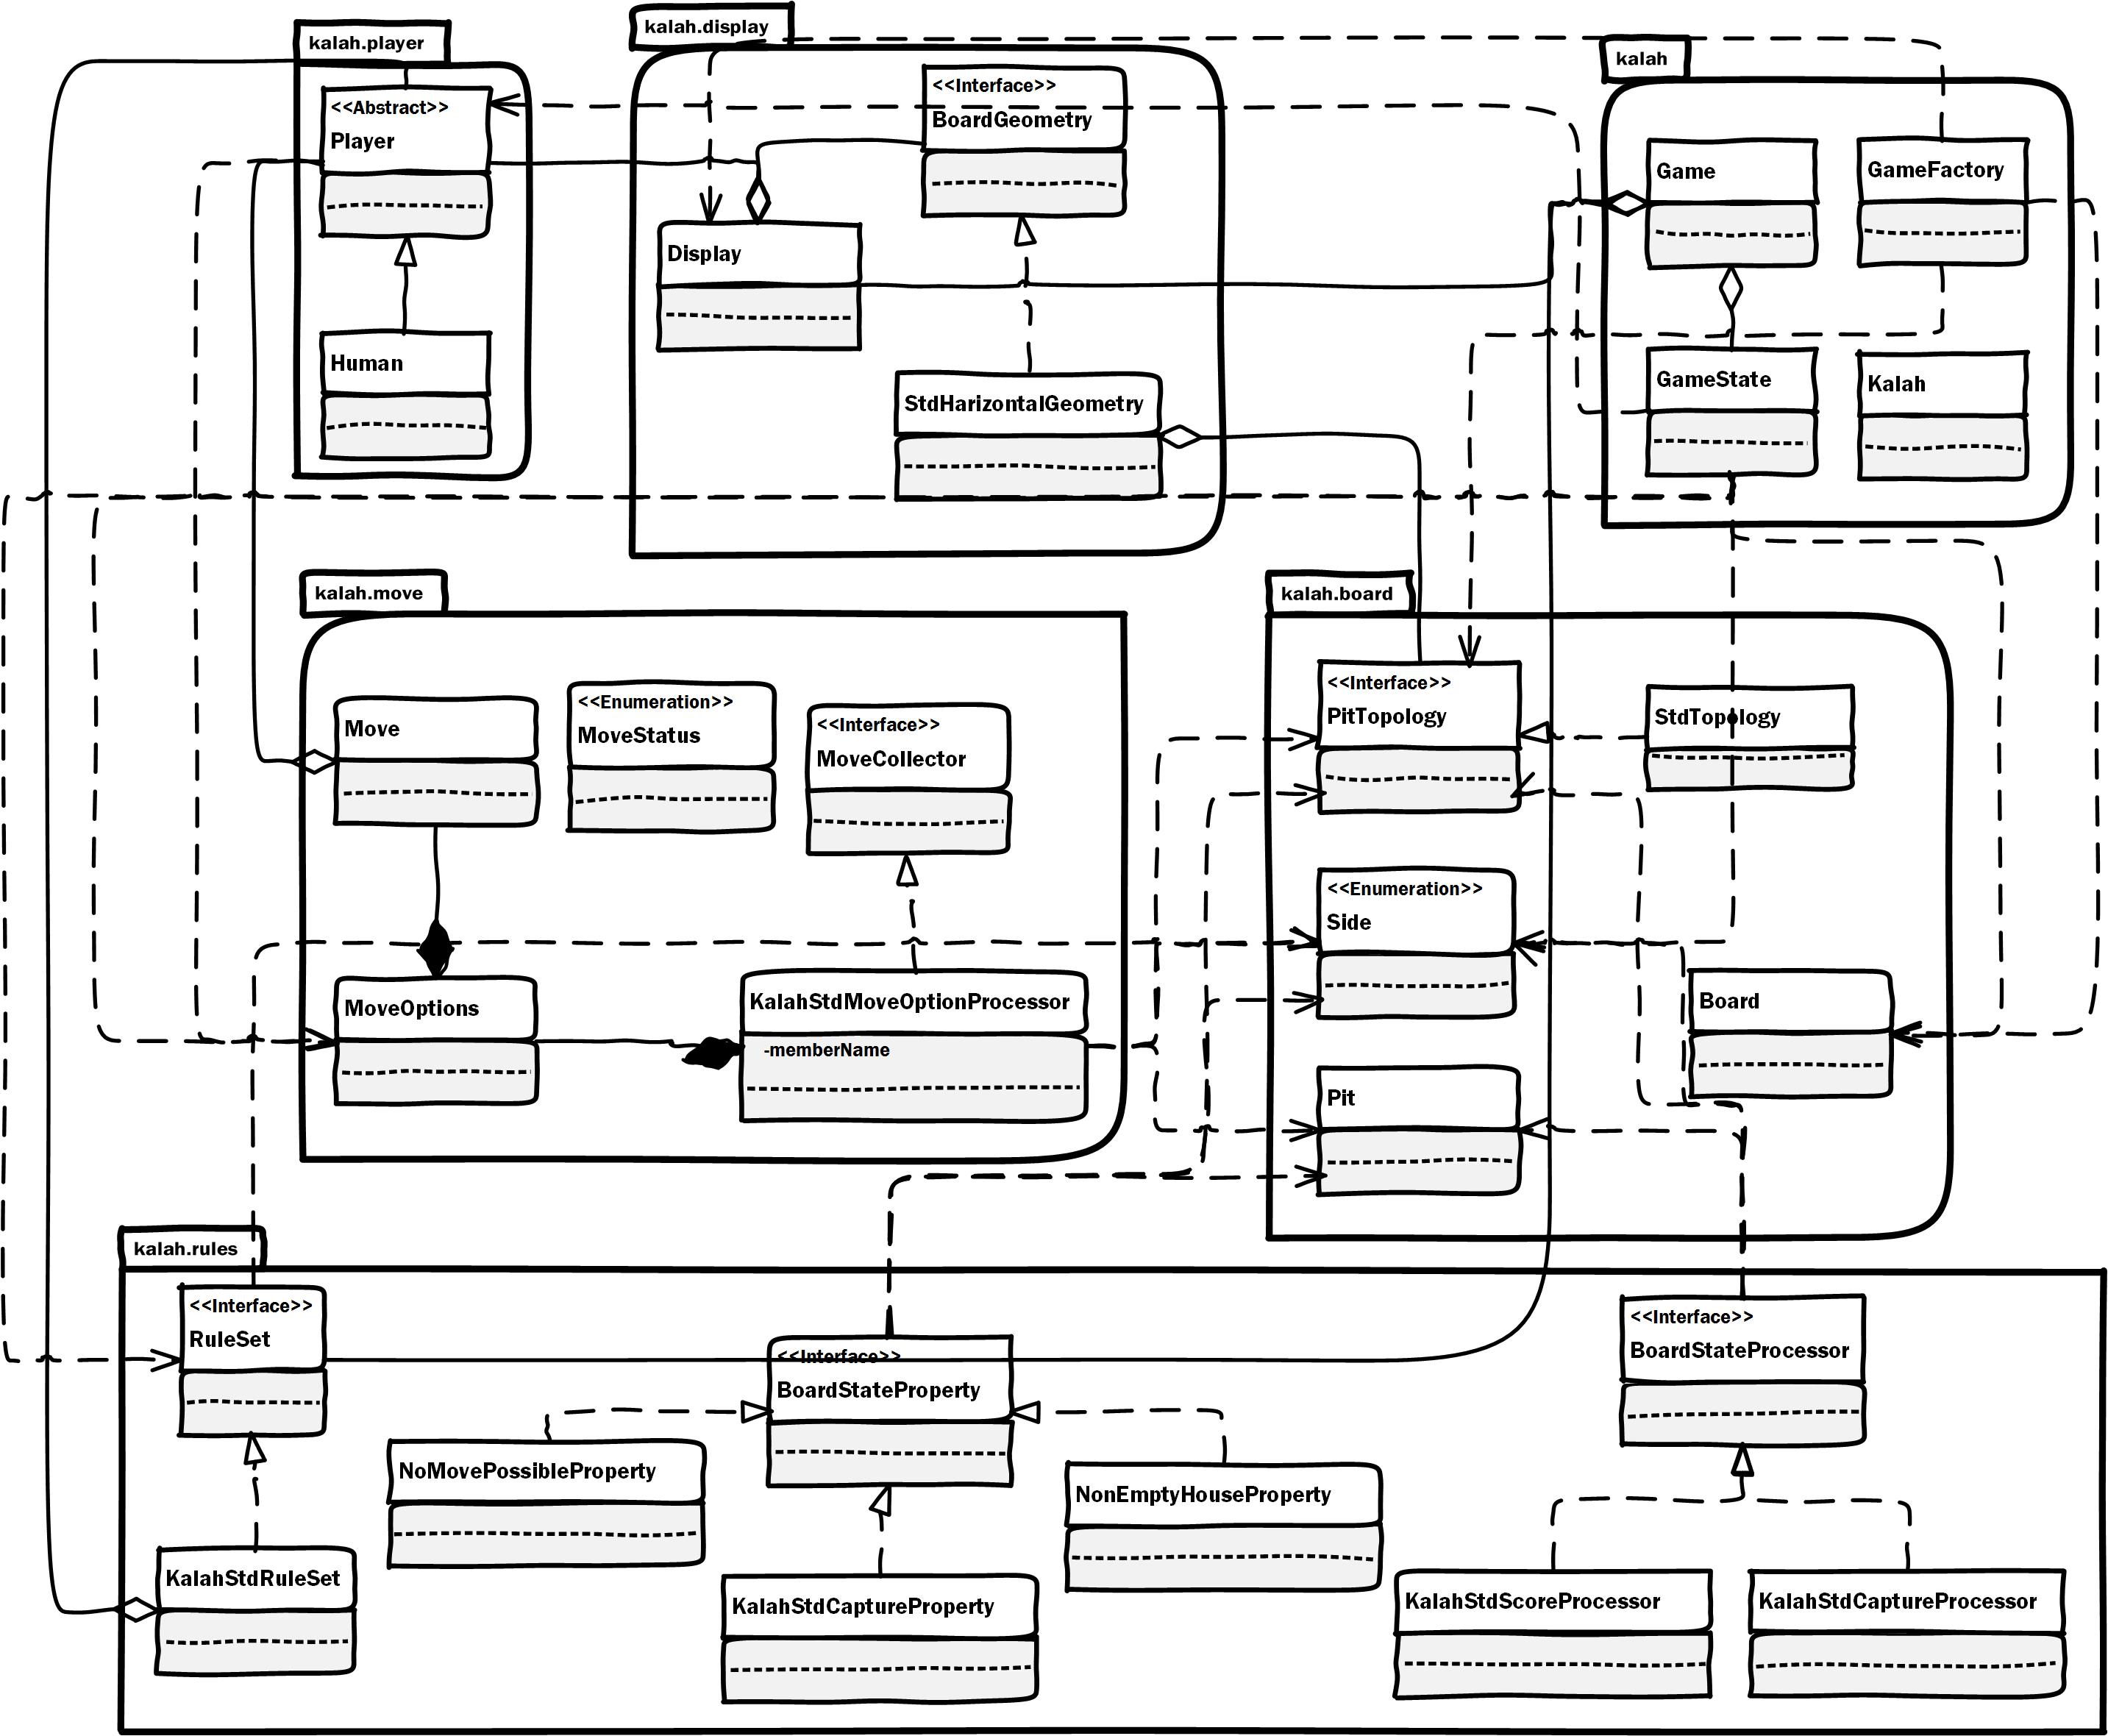 kalah.player
<<Abstract>>
Player
Human
kalah.display
<<Interface>>
BoardGeometry
Display
StdHarizontalGeometry
kalah
Game
GameFactory
GameState
Kalah
kalah.move
Move
<<Enumeration>>
MoveStatus
<<Interface>>
MoveCollector
MoveOptions
KalahStdMoveOptionProcessor
-memberName
kalah.board
<<Interface>>
PitTopology
StdTopology
<<Enumeration>>
Side
Board
Pit
kalah.rules
<<Interface>>
RuleSet
<<Interface>>
BoardStateProperty
<<Interface>>
BoardStateProcessor
NoMovePossibleProperty
NonEmptyHouseProperty
KalahStdRuleSet
KalahStdCaptureProperty
KalahStdScoreProcessor
KalahStdCaptureProcessor